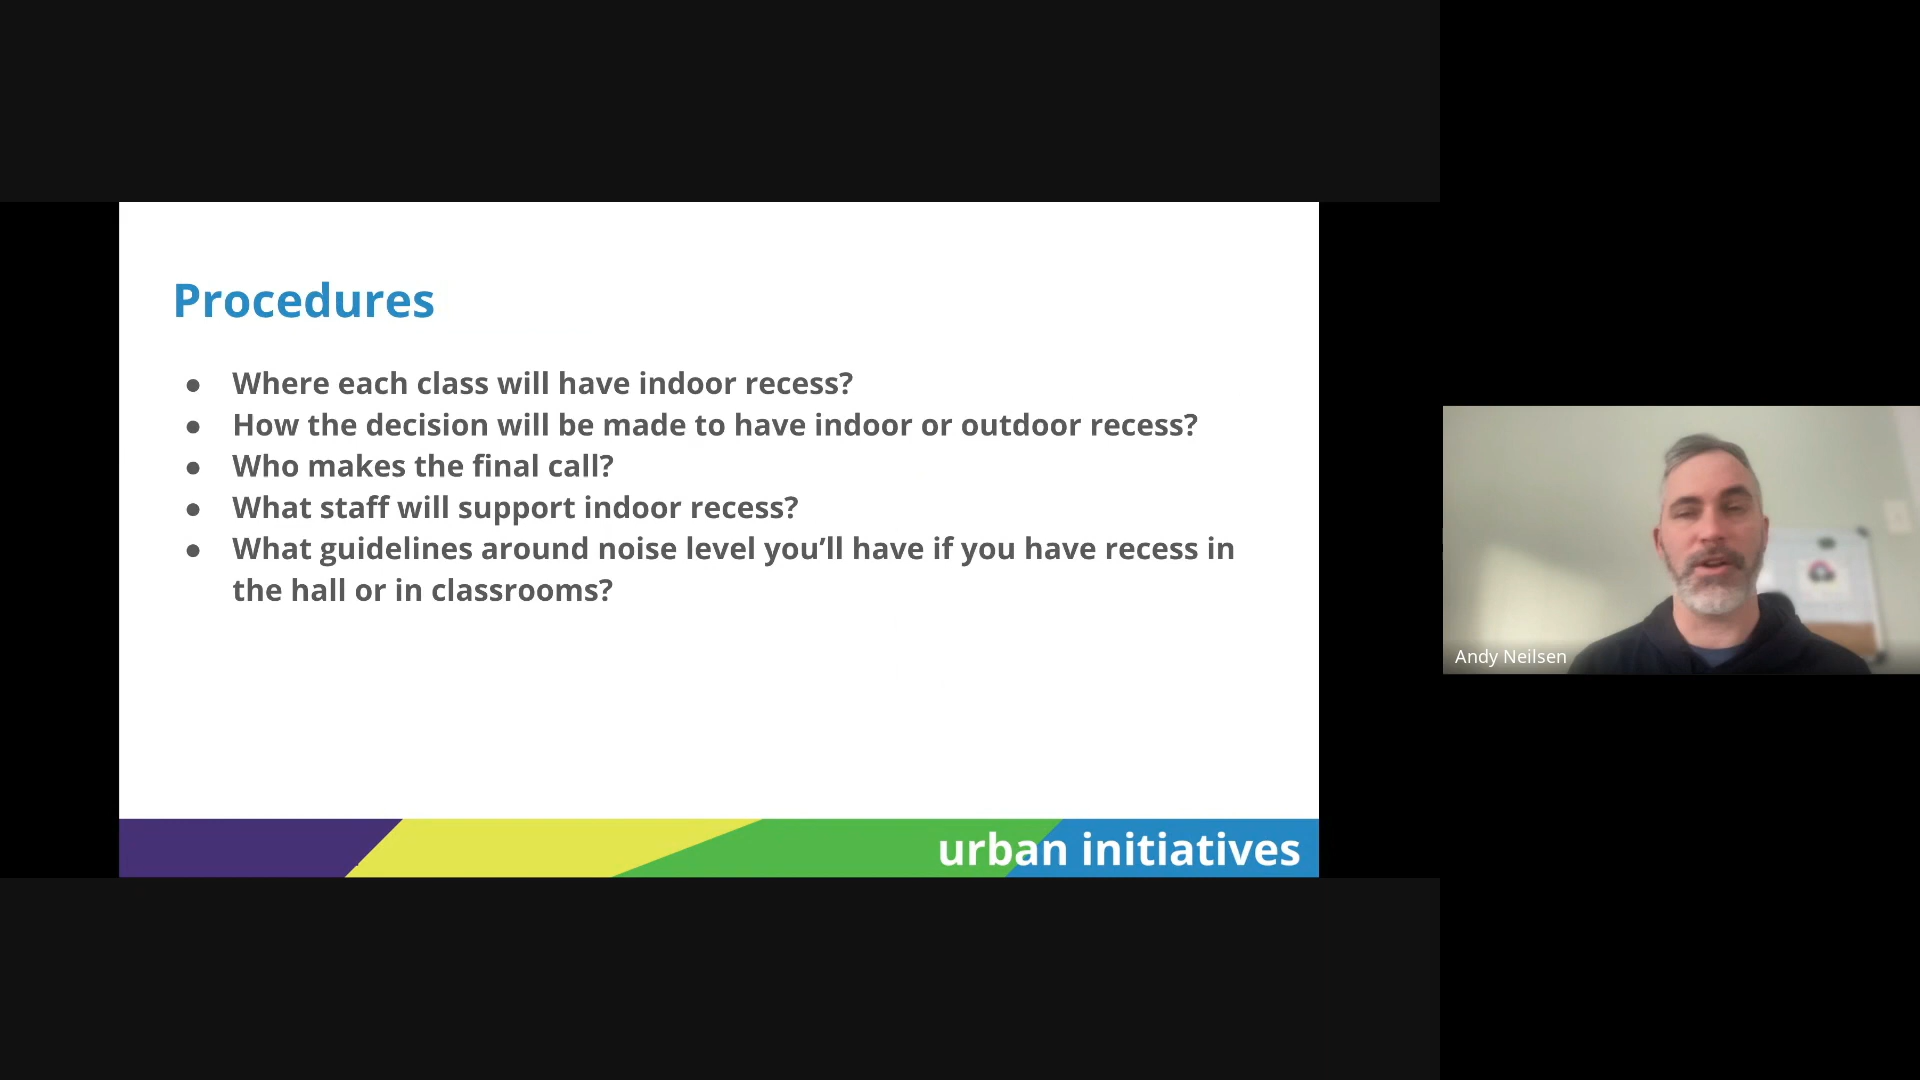 Procedures
● Where each class will have indoor recess?
● How the decision will be made to have indoor or outdoor recess?
● Who makes the final call?
● What staff will support indoor recess?
● What guidelines around noise level you’ll have if you have recess in
the hall or in classrooms?
urban initiatives
Andy Neilsen